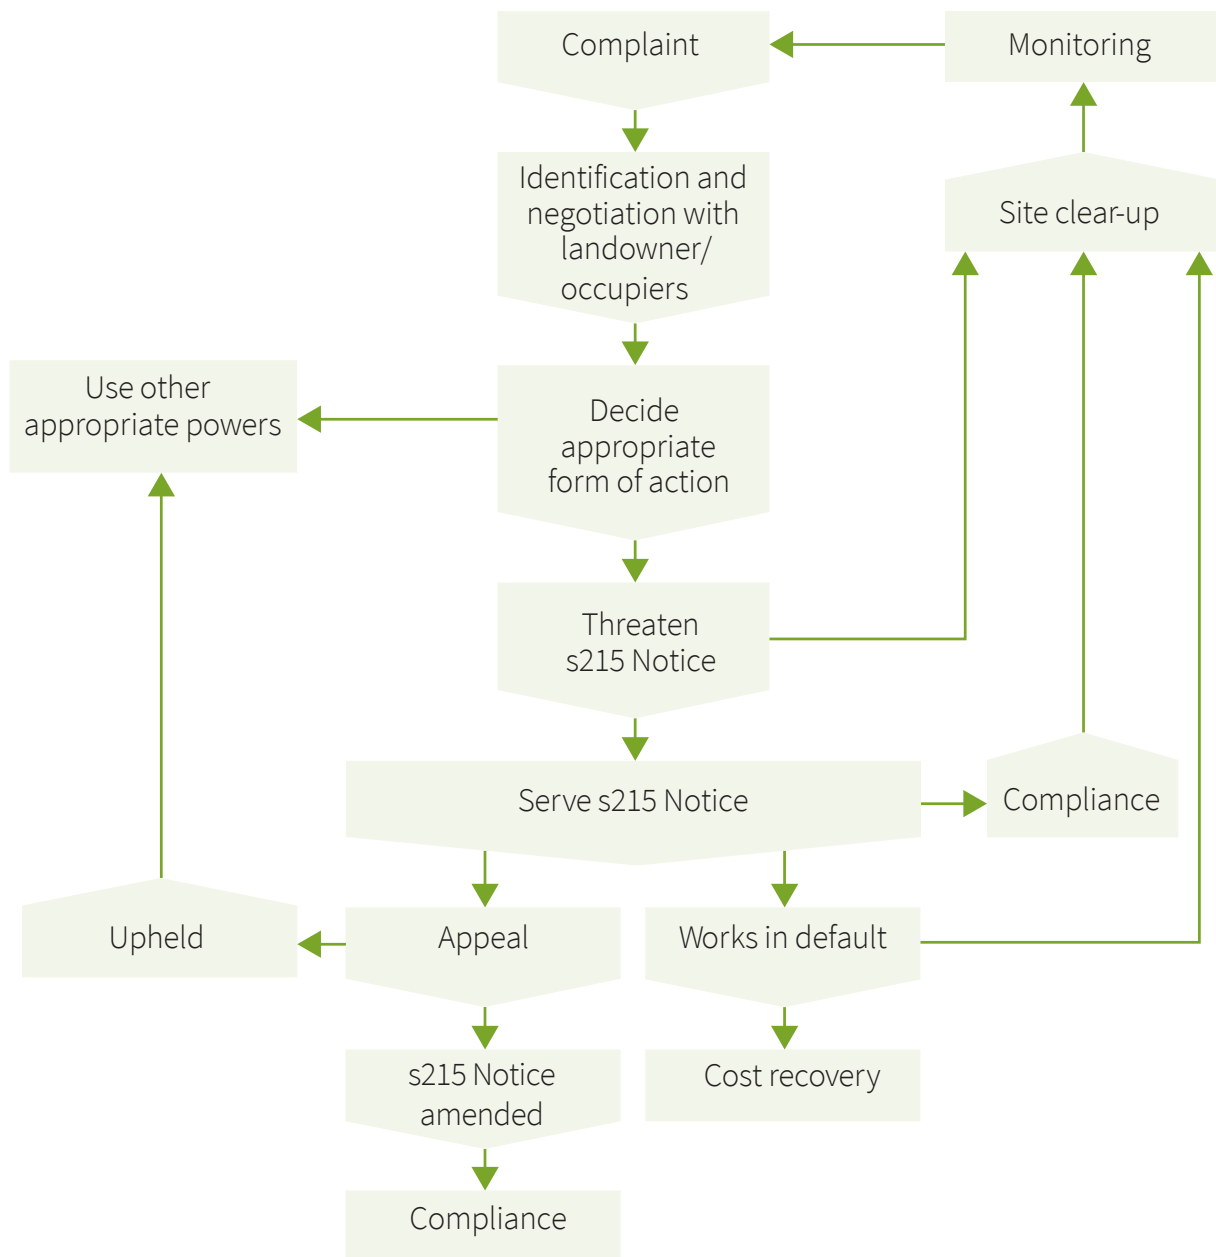 Complaint
Monitoring
Identification and
negotiation with
landowner/
occupiers
Site clear-up
Use other
appropriate powers
Decide
appropriate
form of action
Threaten
s215 Notice
Serve s215 Notice
Compliance
Upheld
Appeal
Works in default
s215 Notice
amended
Cost recovery
Compliance